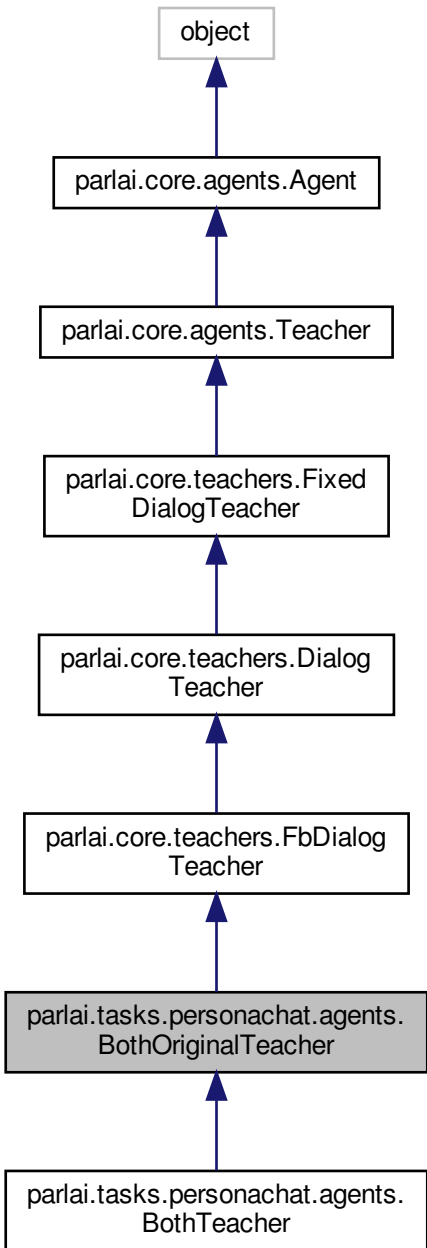 object
parlai.core.agents.Agent
parlai.core.agents.Teacher
parlai.core.teachers.Fixed
DialogTeacher
parlai.core.teachers.Dialog
Teacher
parlai.core.teachers.FbDialog
Teacher
parlai.tasks.personachat.agents.
BothOriginalTeacher
parlai.tasks.personachat.agents.
BothTeacher